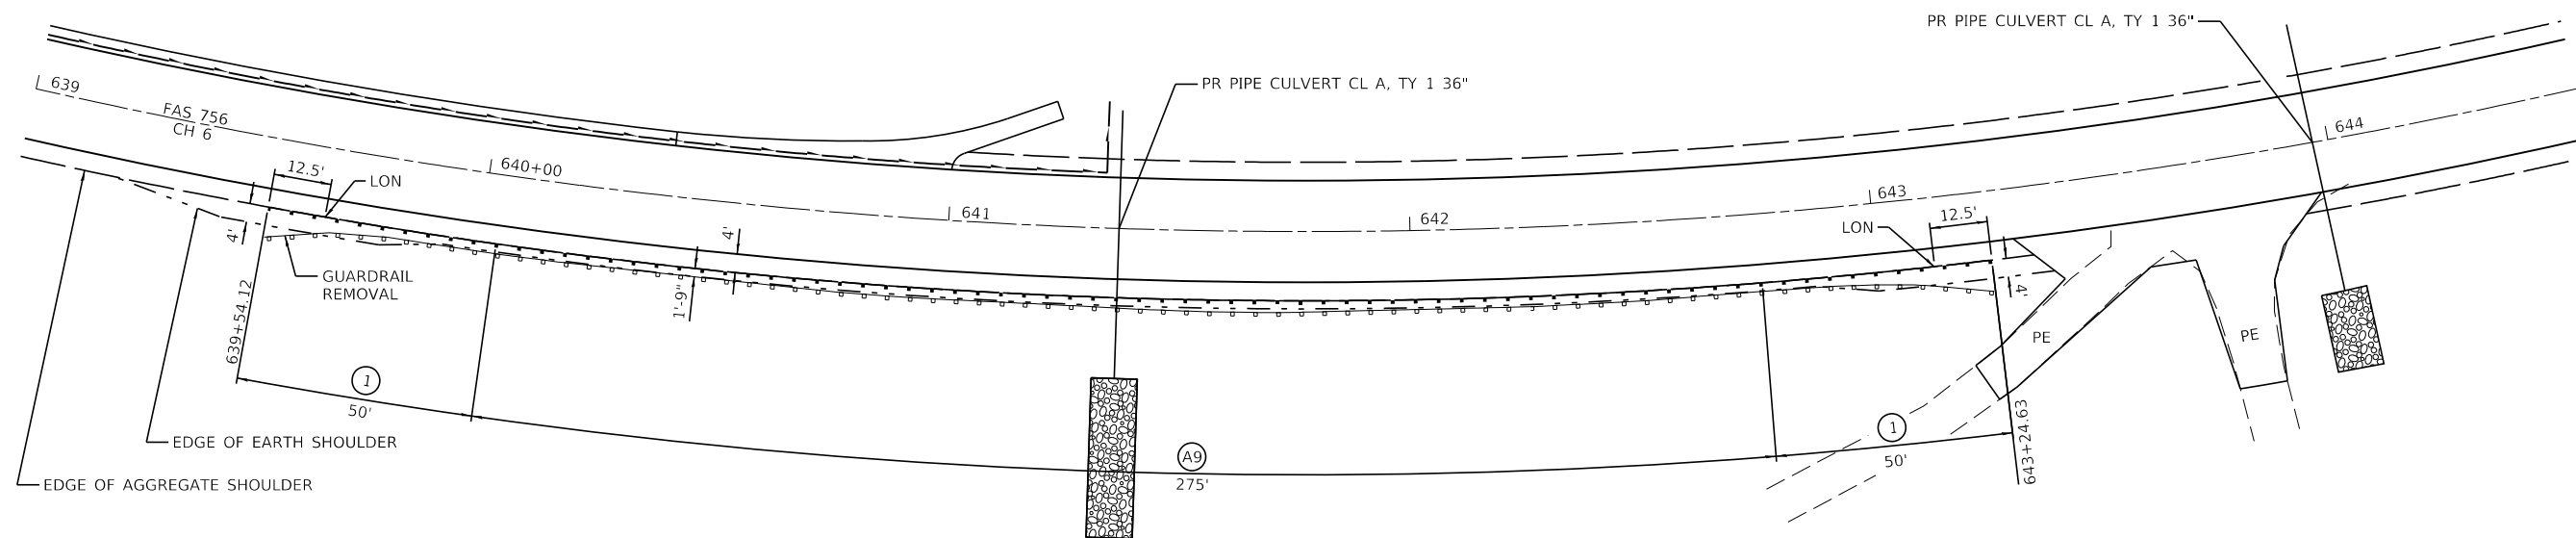 PR PIPE CULVERT CL A, TY 1 36"
PR PIPE CULVERT CL A, TY 1 36"
639
FAS 756
CH 6
640+00
641
642
643
644
12.5'
LON
LON
12.5'
4'
4'
1'-9"
4'
GUARDRAIL
REMOVAL
639+54.12
1
50'
EDGE OF EARTH SHOULDER
EDGE OF AGGREGATE SHOULDER
A9
275'
1
50'
643+24.63
PE
PE